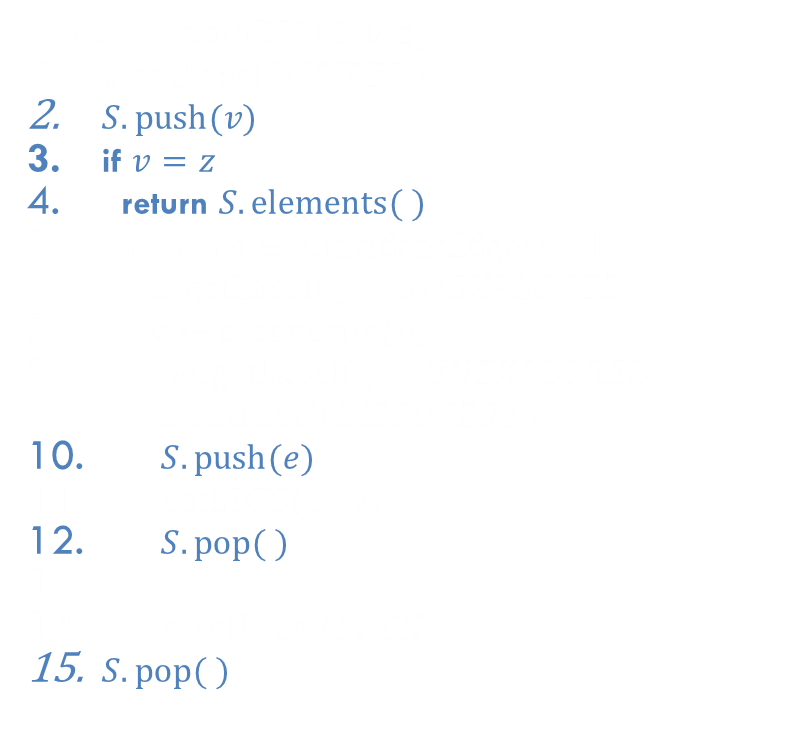 2. S.push(v)
3. if v = z
4. return S.elements( )
10. S.push(e)
12. S.pop( )
15. S.pop( )